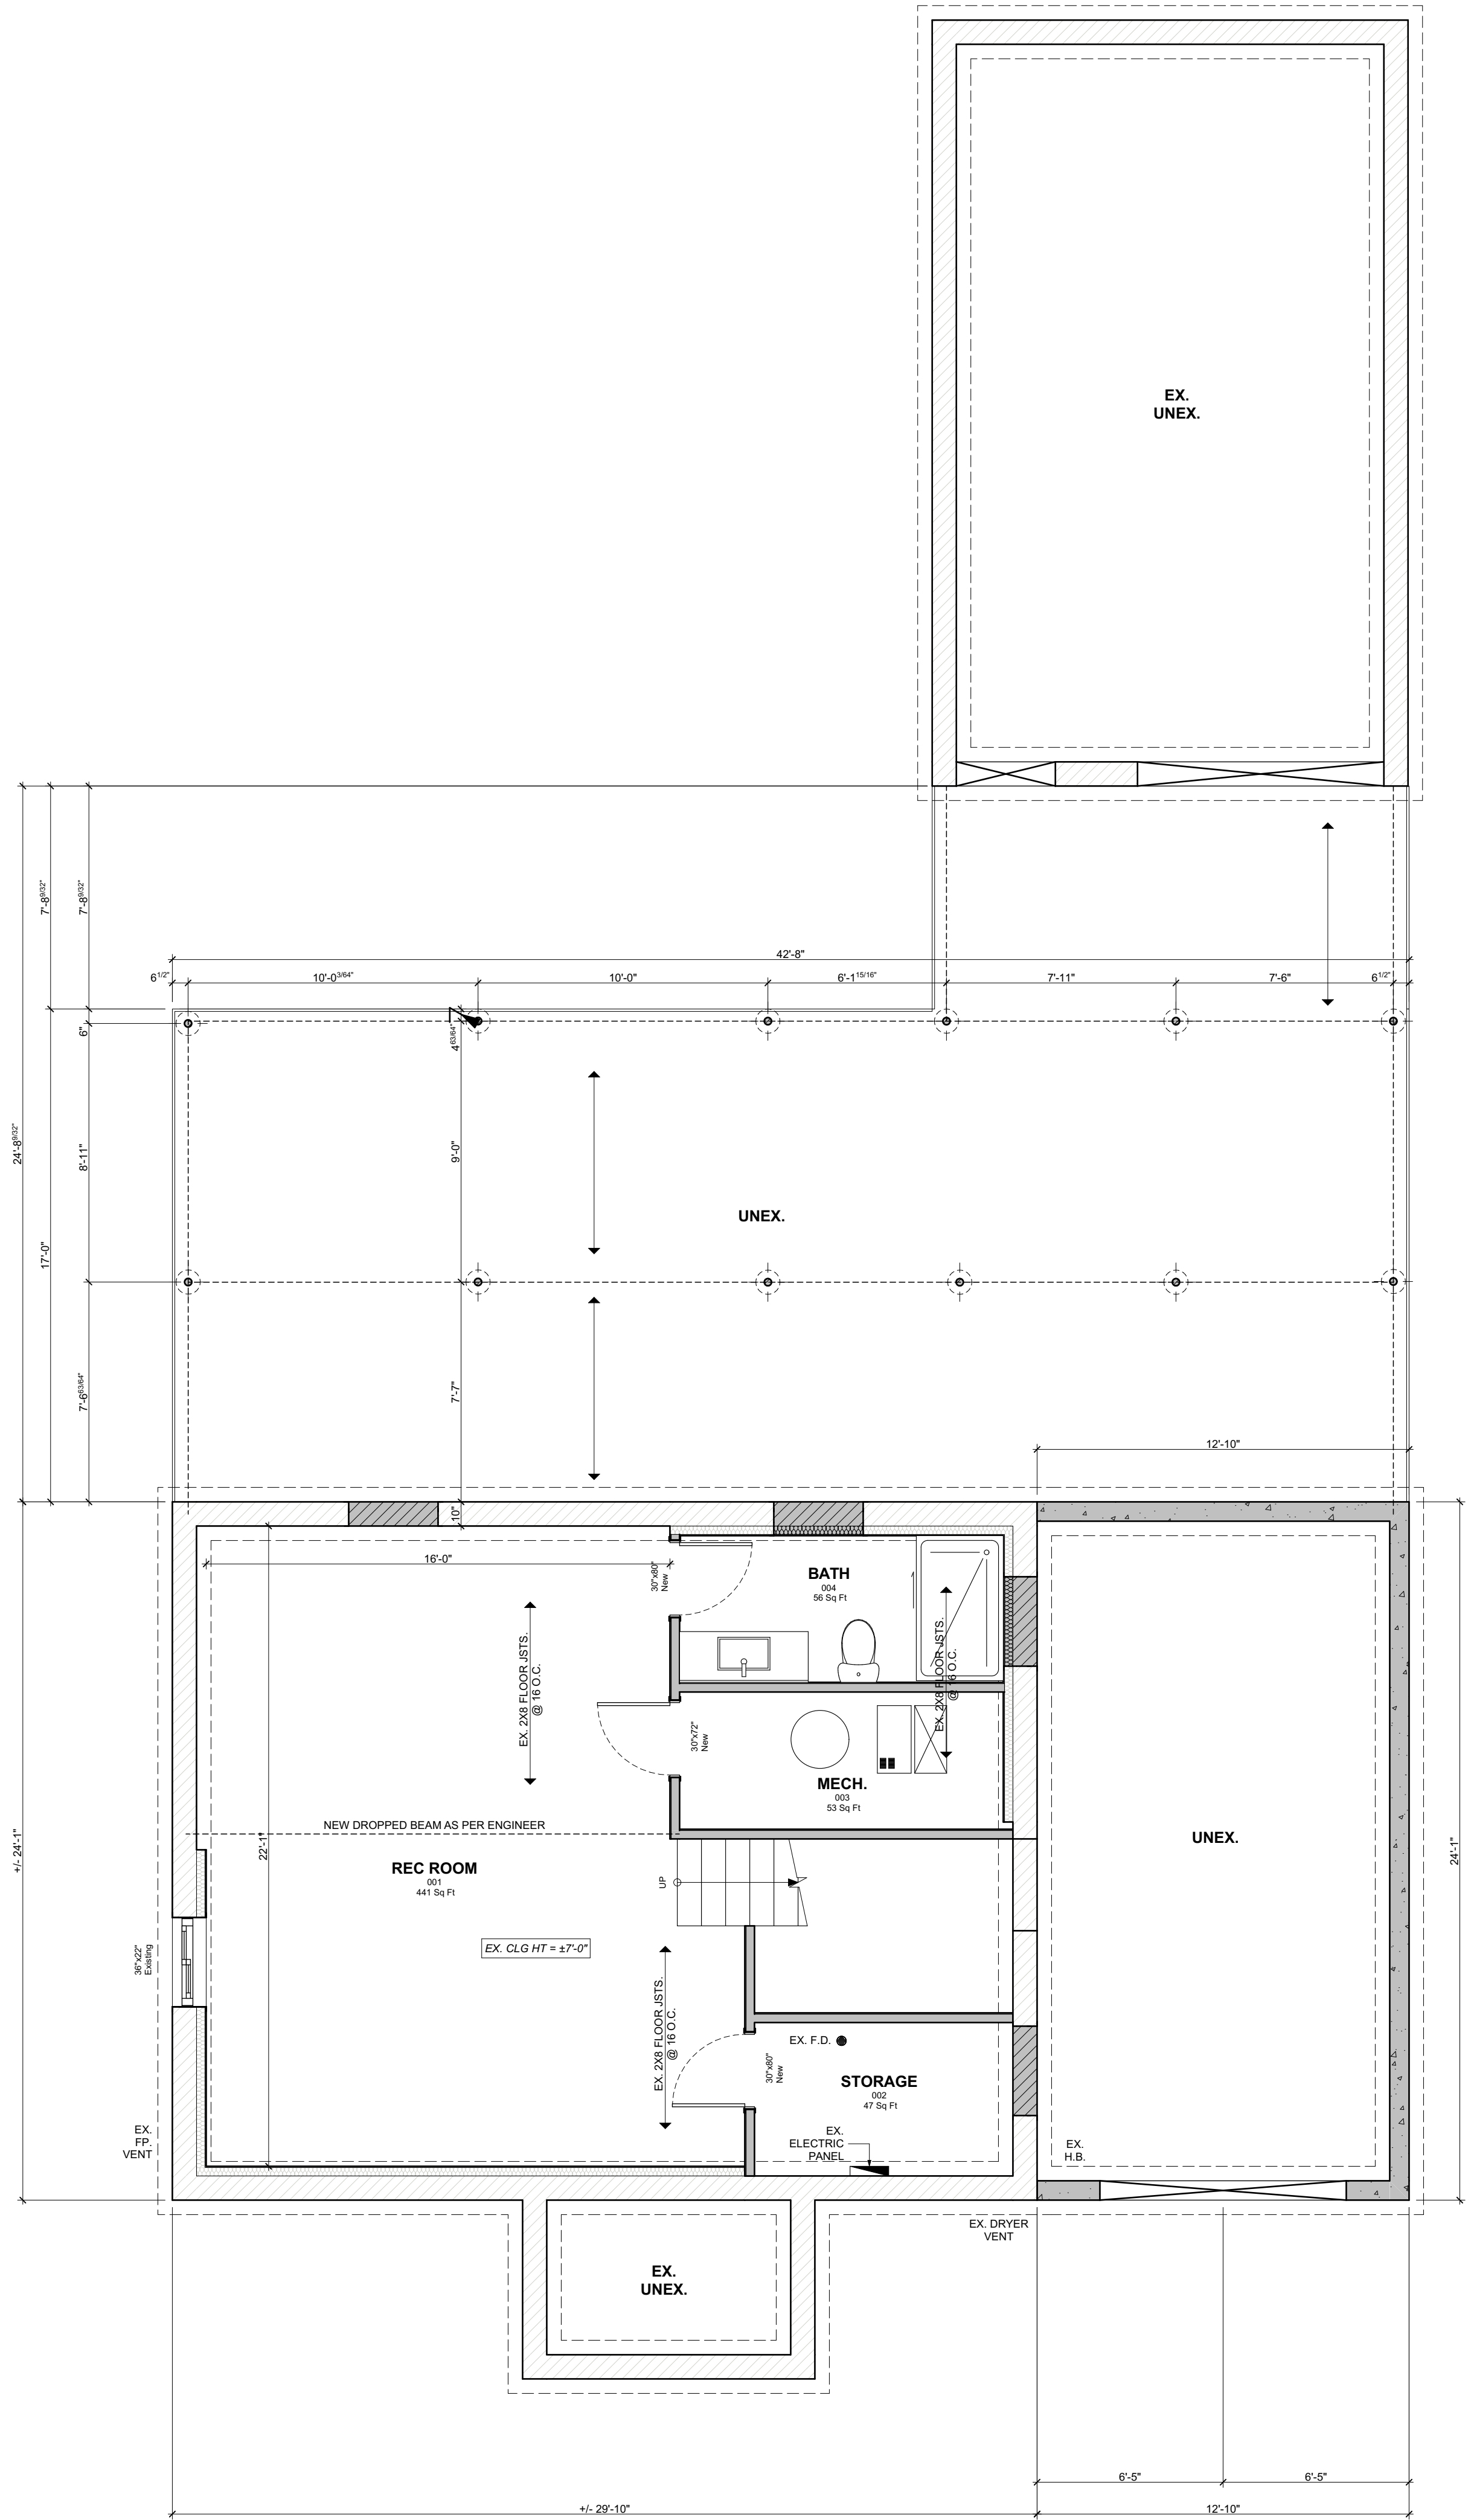 EX.
UNEX.
7'-8 9/32"
7'-8 9/32"
42'-8"
6 1/2"
10'-0 3/64"
10'-0"
6'-1 15/16"
7'-11"
7'-6"
6 1/2"
6"
4 63/64"
24'-8 9/32"
17'-0"
8'-11"
9'-0"
UNEX.
7'-6 63/64"
7'-7"
12'-10"
10"
16'-0"
30"x80"
New
BATH
004
56 Sq Ft
EX. 2X8 FLOOR JSTS.
@ 16 O.C.
EX. 2X8 FLOOR JSTS.
@ 16 O.C.
30"x72"
New
MECH.
003
53 Sq Ft
NEW DROPPED BEAM AS PER ENGINEER
+/- 24'-1"
22'-1"
REC ROOM
001
441 Sq Ft
UP
UNEX.
24'-1"
36"x22"
Existing
EX. CLG HT = ±7'-0"
EX. 2X8 FLOOR JSTS.
@ 16 O.C.
EX. F.D.
30"x80"
New
STORAGE
002
47 Sq Ft
EX.
FP.
VENT
EX.
ELECTRIC
PANEL
EX.
H.B.
EX. DRYER
VENT
EX.
UNEX.
6'-5"
6'-5"
+/- 29'-10"
12'-10"